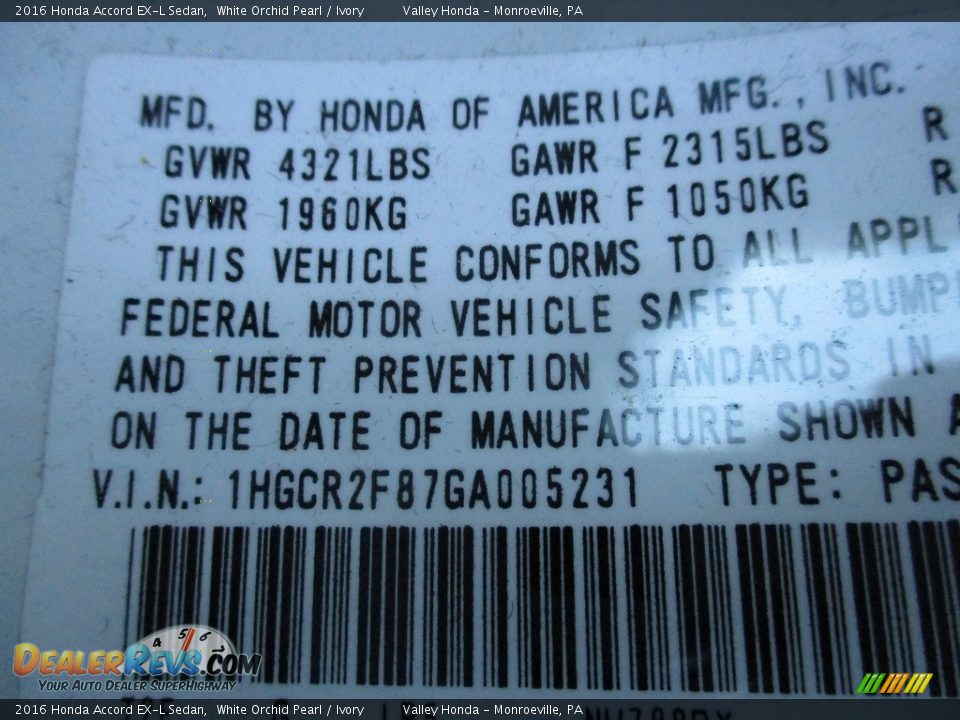 2016 Honda Accord EX-L Sedan, White Orchid Pearl / Ivory Valley Honda - Monroeville, PA
MFD. BY HONDA OF AMERICA MFG., INC.
GVWR 4321LBS GAWR F 2315LBS R
GVWR 1960KG GAWR F 1050KG R
THIS VEHICLE CONFORMS TO ALL APPL
FEDERAL MOTOR VEHICLE SAFETY, BUMP
AND THEFT PREVENTION STANDARDS IN
ON THE DATE OF MANUFACTURE SHOWN A
V.I.N.: 1HGCR2F87GA005231 TYPE: PAS
4 5 6
DEALERREVS.COM
YOUR AUTO DEALER SUPERHIGHWAY
2016 Honda Accord EX-L Sedan, White Orchid Pearl / Ivory Valley Honda - Monroeville, PA